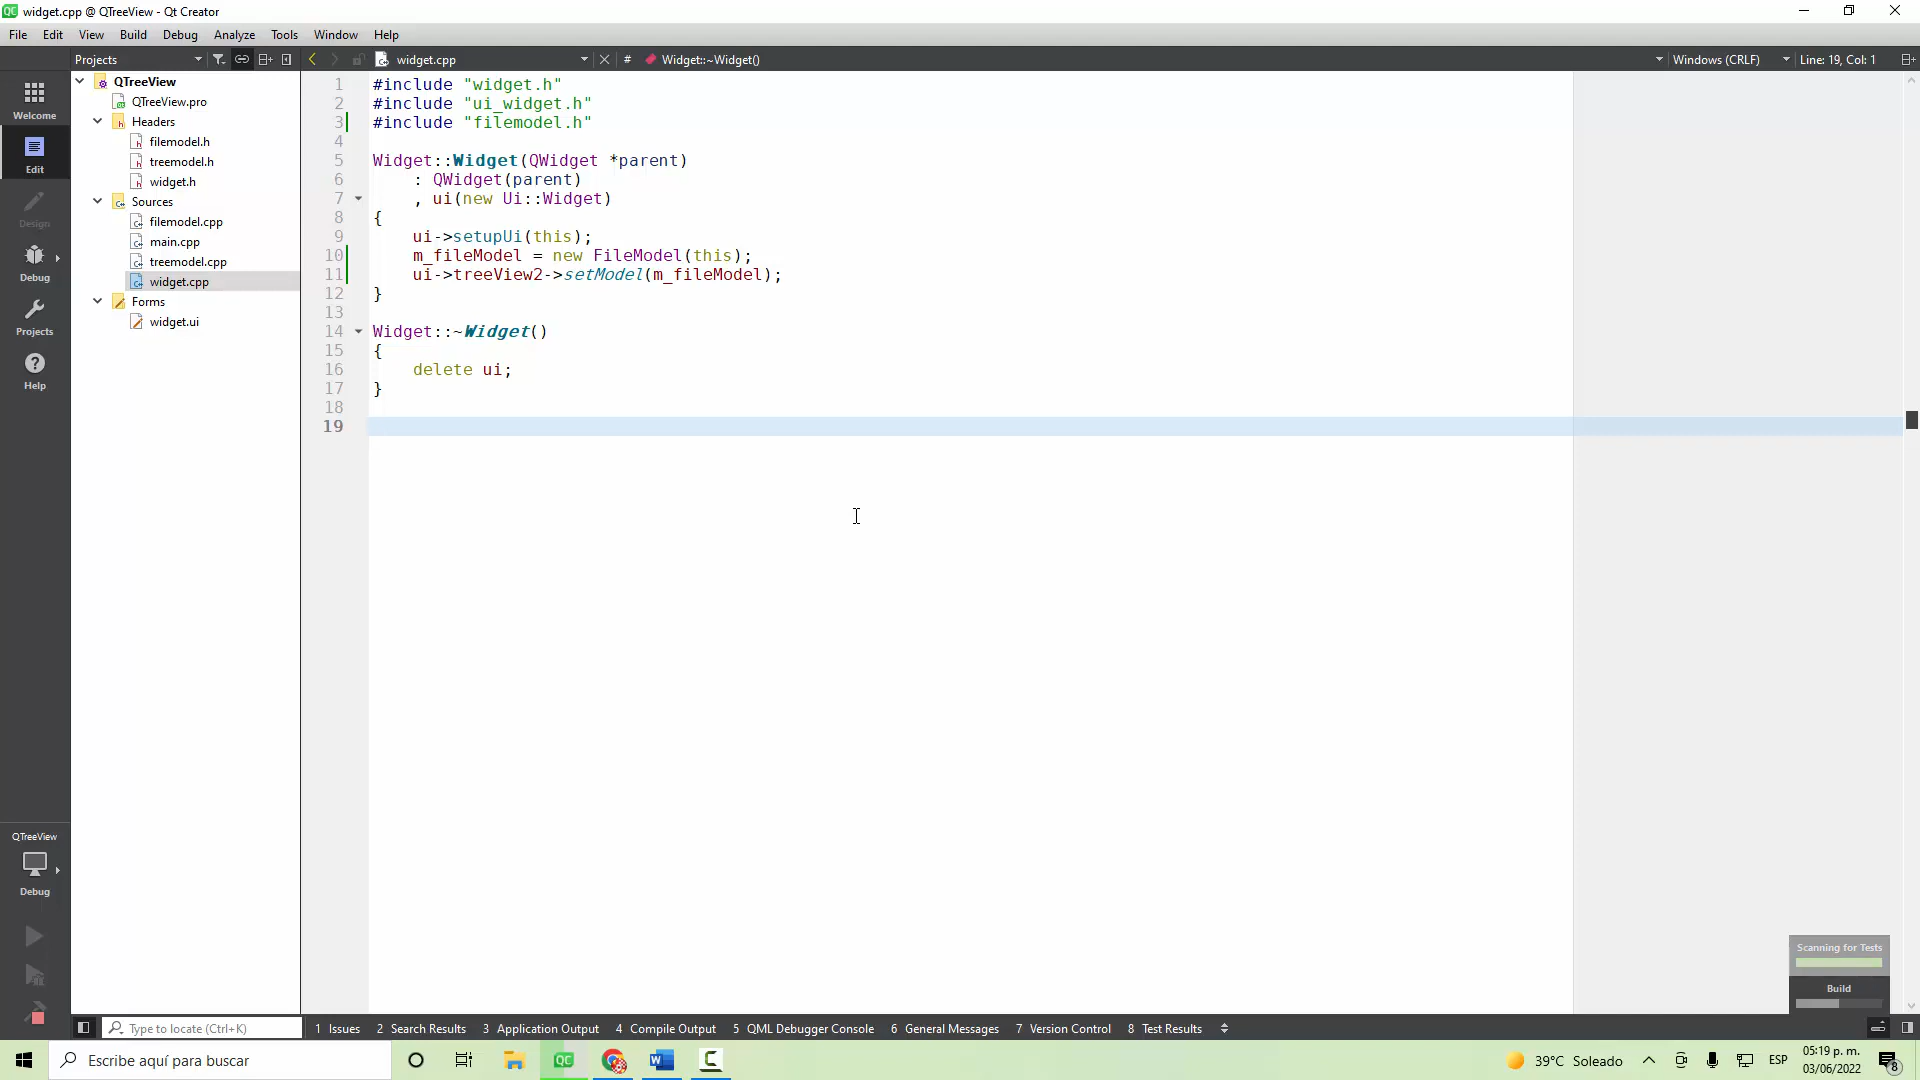 widget.cpp @ QTreeView - Qt Creator
File Edit View Build Debug Analyze Tools Window Help
Projects widget.cpp # Widget::~Widget() Windows (CRLF) Line: 19, Col: 1
Welcome
Edit
Design
Debug
Projects
Help
QTreeView
Debug
QTreeView
QTreeView.pro
Headers
filemodel.h
treemodel.h
widget.h
Sources
filemodel.cpp
main.cpp
treemodel.cpp
widget.cpp
Forms
widget.ui
1 #include "widget.h"
2 #include "ui_widget.h"
3 #include "filemodel.h"
4
5 Widget::Widget(QWidget *parent)
6 : QWidget(parent)
7 , ui(new Ui::Widget)
8 {
9 ui->setupUi(this);
10 m_fileModel = new FileModel(this);
11 ui->treeView2->setModel(m_fileModel);
12 }
13
14 Widget::~Widget()
15 {
16 delete ui;
17 }
18
19
Scanning for Tests
Build
Type to locate (Ctrl+K) 1 Issues 2 Search Results 3 Application Output 4 Compile Output 5 QML Debugger Console 6 General Messages 7 Version Control 8 Test Results
Escribe aquí para buscar QC W C 39°C Soleado ESP 05:19 p. m.
03/06/2022 8